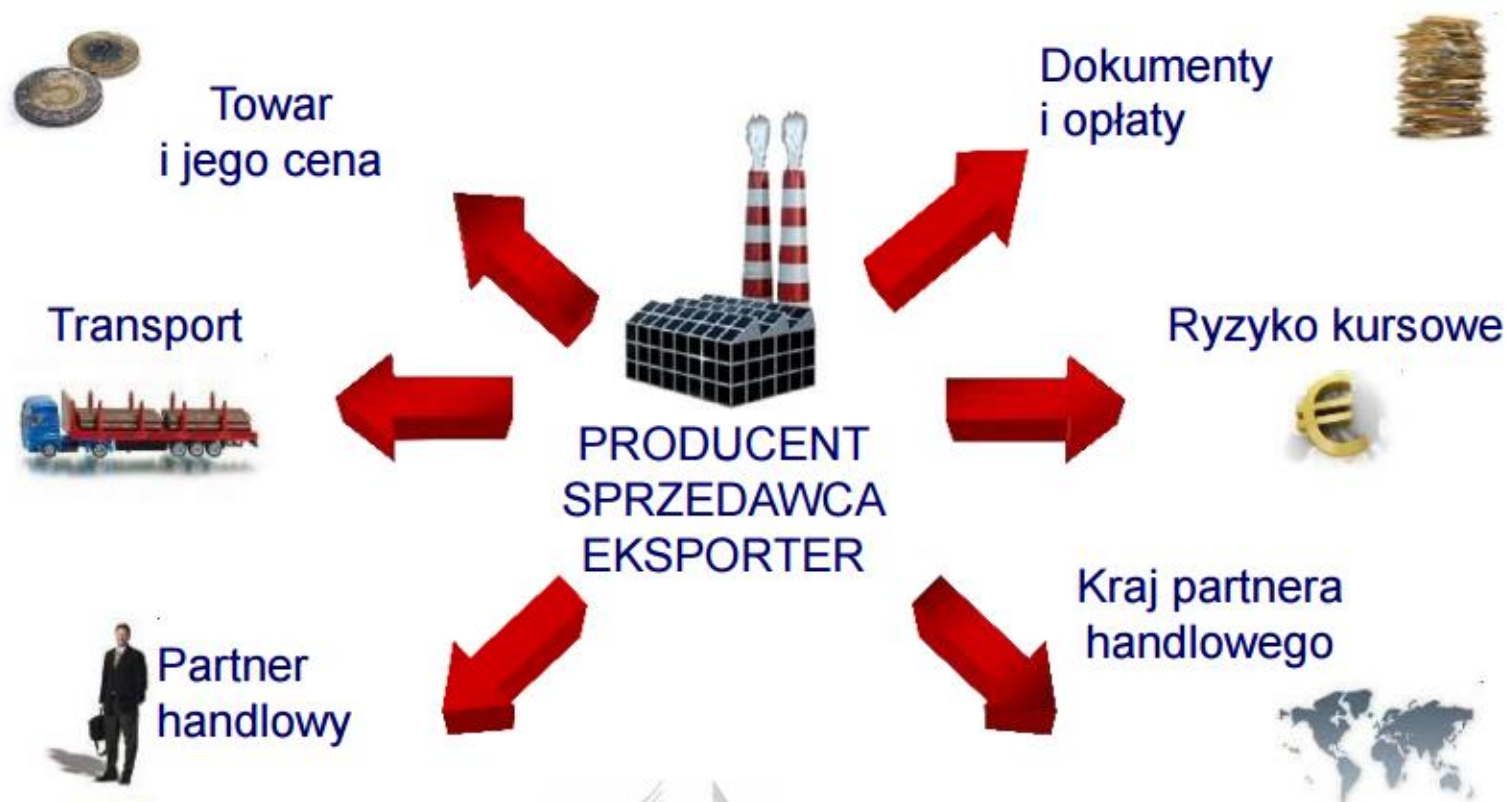 Towar
i jego cena
Dokumenty
i opłaty
Transport
Ryzyko kursowe
PRODUCENT
SPRZEDAWCA
EKSPORTER
Partner
handlowy
Kraj partnera
handlowego